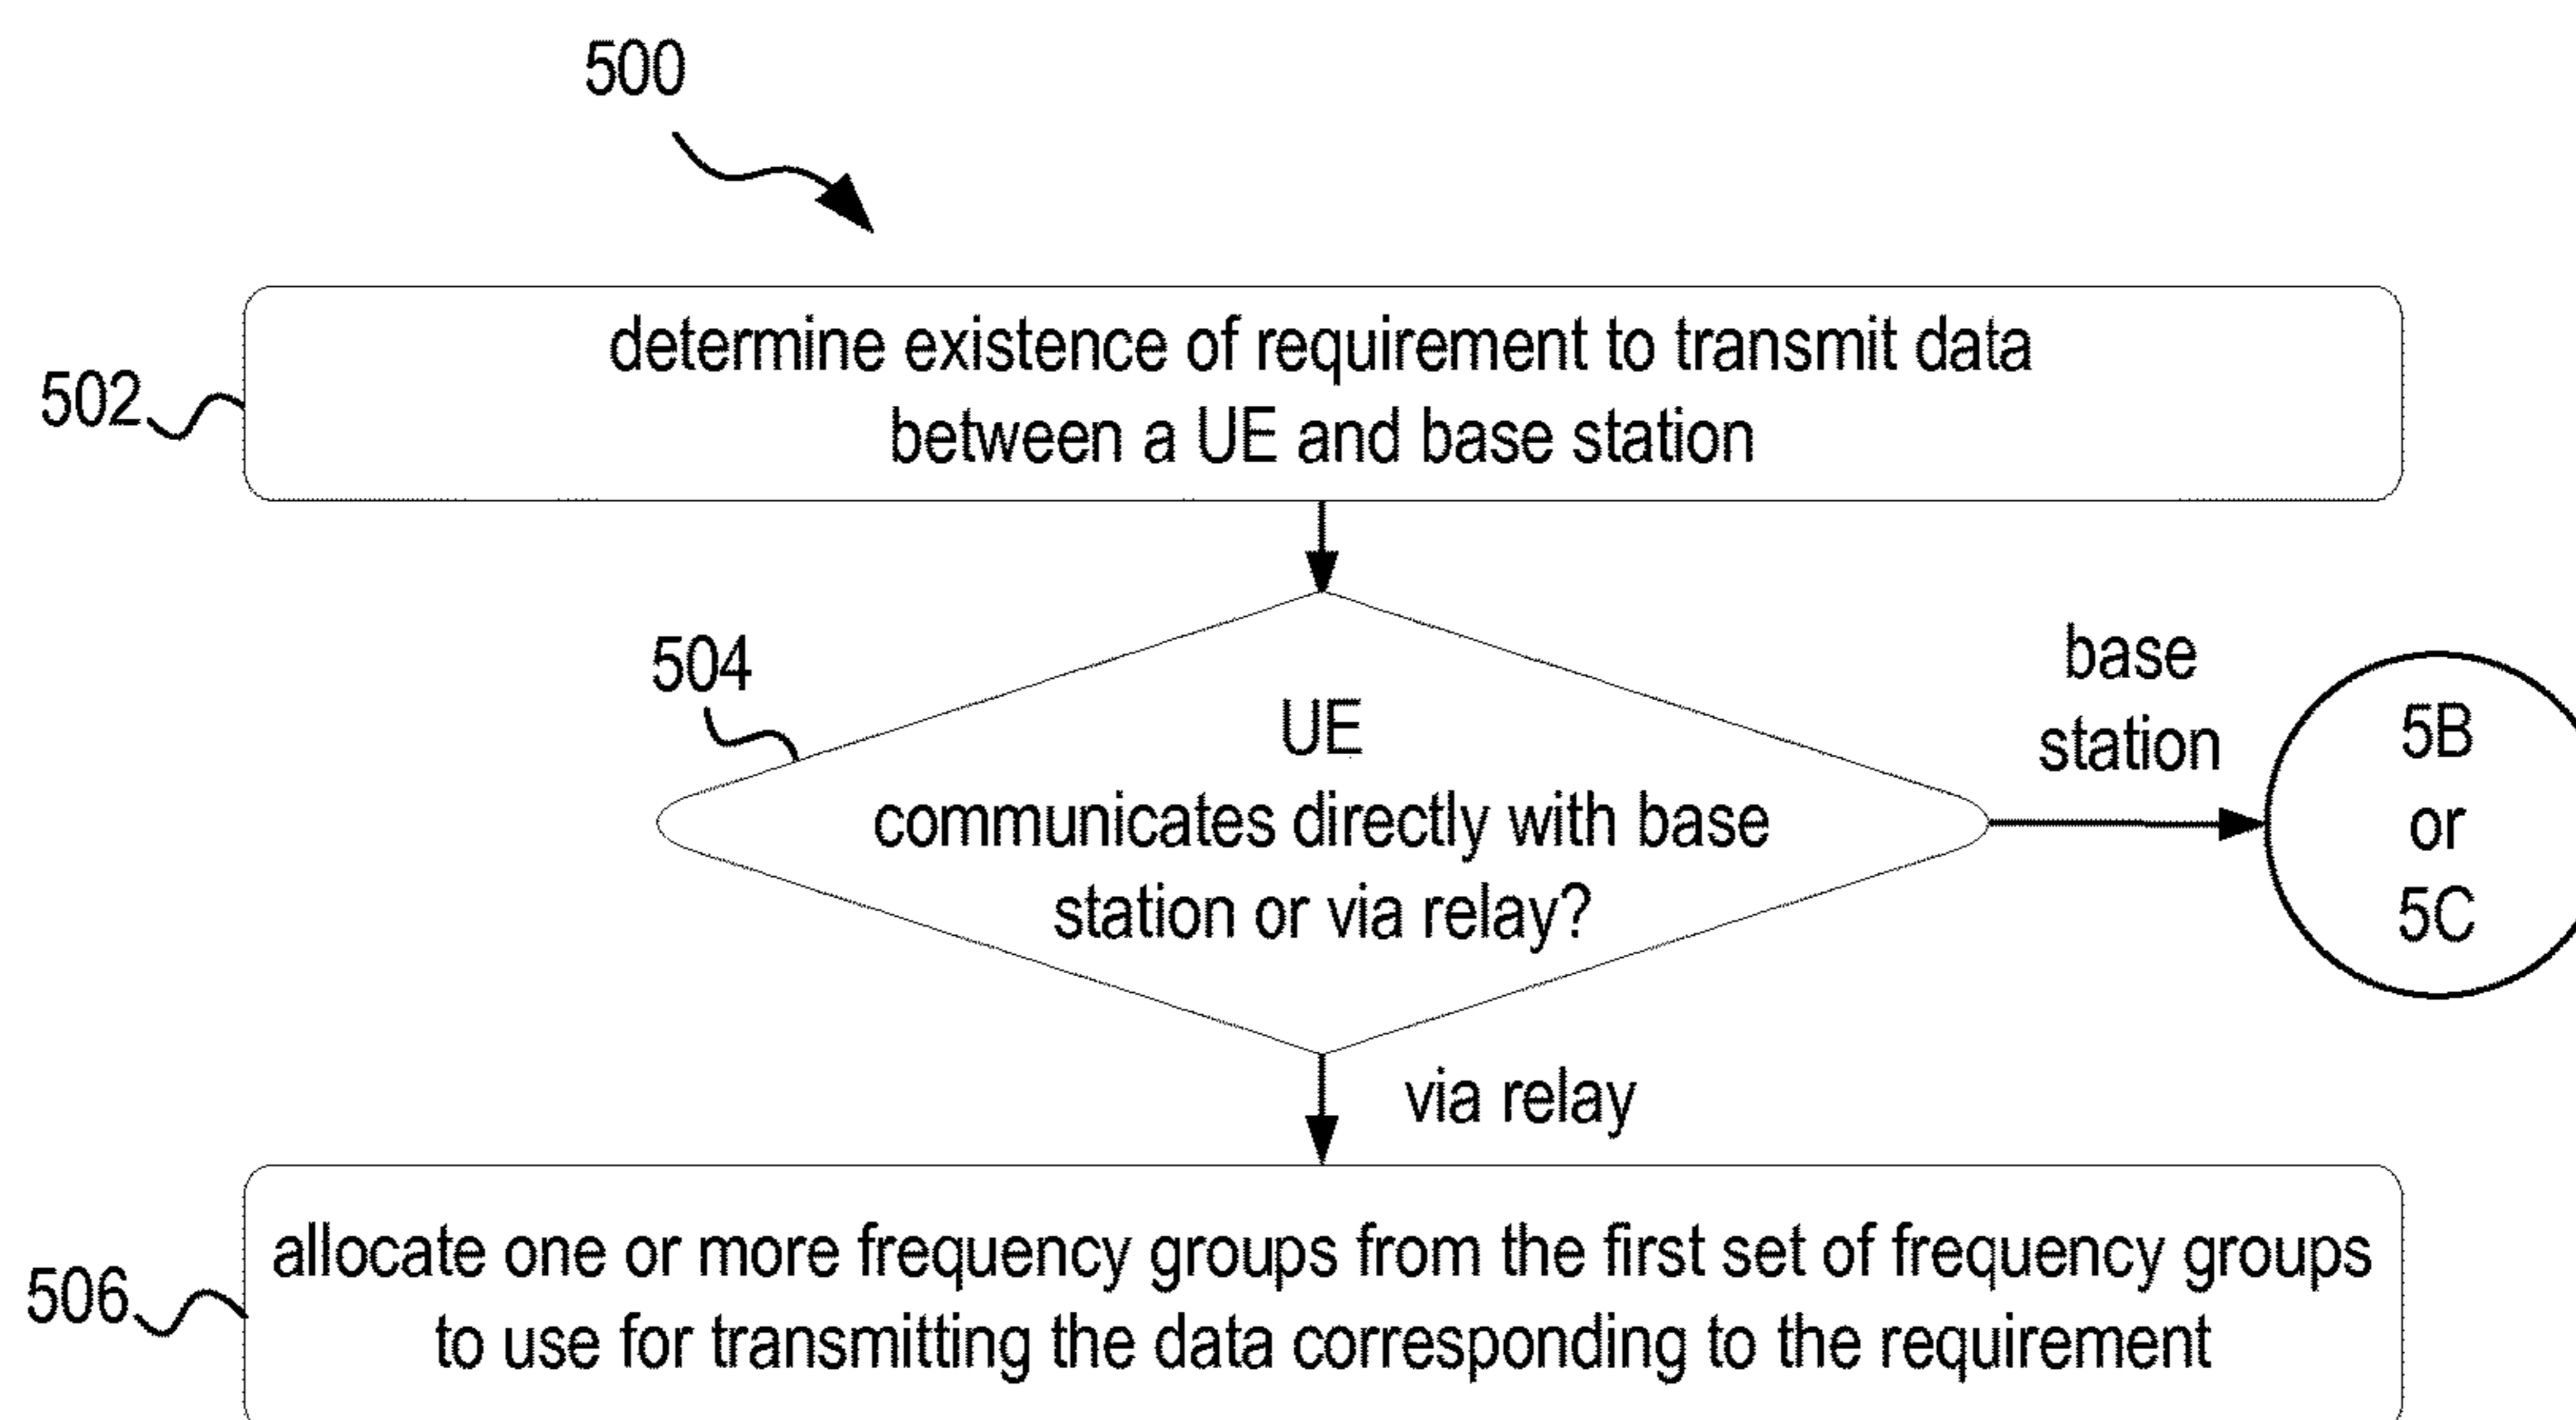 500
determine existence of requirement to transmit data
between a UE and base station
502
504
UE
communicates directly with base
station or via relay?
base
station
5B
or
5C
via relay
allocate one or more frequency groups from the first set of frequency groups
to use for transmitting the data corresponding to the requirement
506